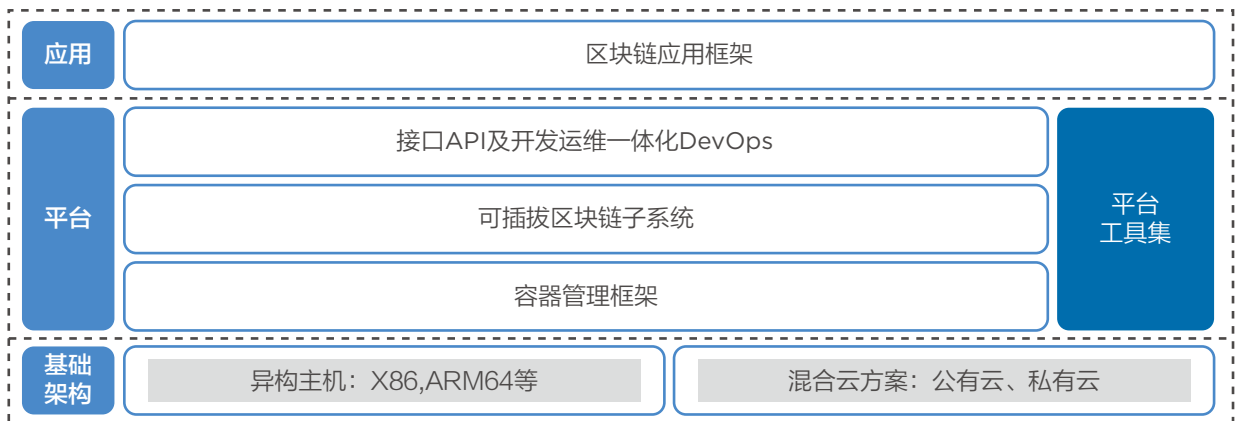 应用
区块链应用框架
平台
接口API及开发运维一体化DevOps
可插拔区块链子系统
容器管理框架
平台
工具集
基础
架构
异构主机：X86,ARM64等
混合云方案：公有云、私有云